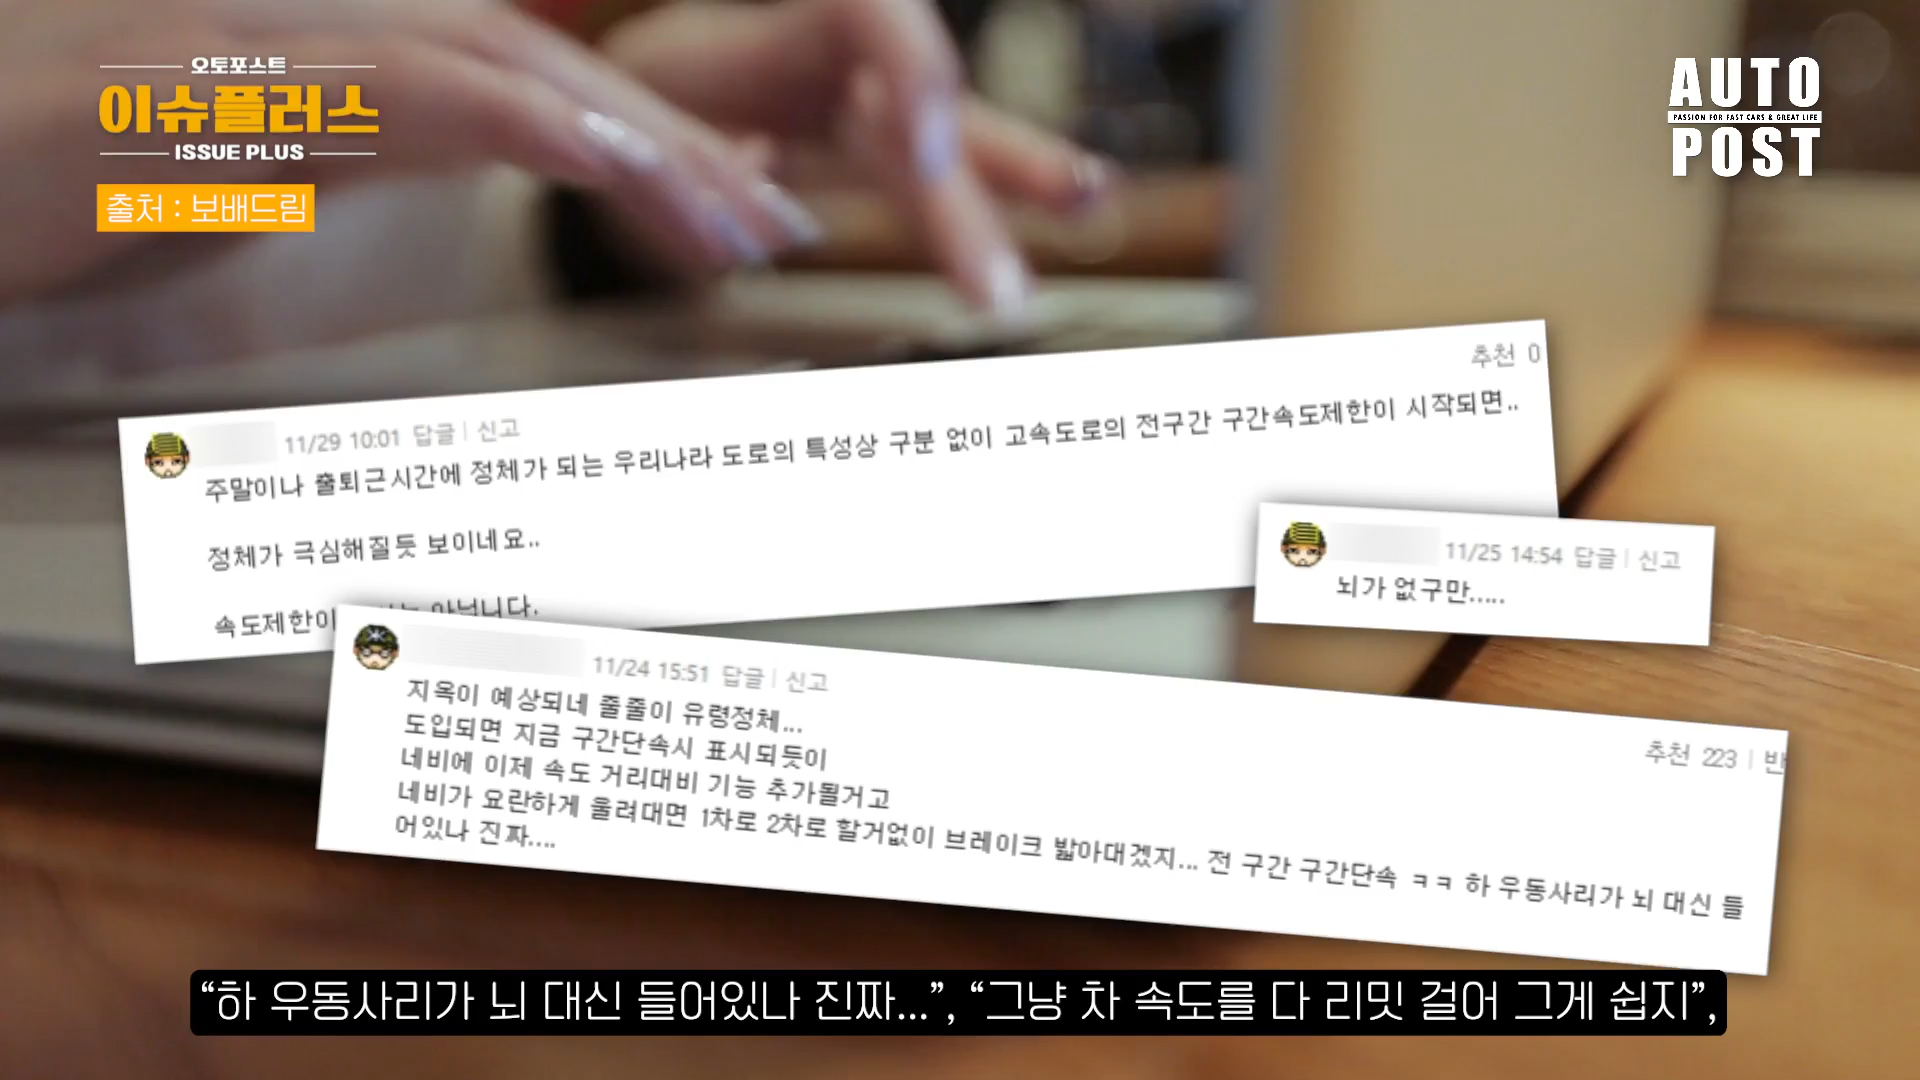 오토포스트
이슈플러스
ISSUE PLUS
출처 : 보배드림
AUTO
PASSION FOR FAST CARS & GREAT LIFE
POST
추천 0
11/29 10:01 답글 | 신고
주말이나 출퇴근시간에 정체가 되는 우리나라 도로의 특성상 구분 없이 고속도로의 전구간 구간속도제한이 시작되면..
정체가 극심해질듯 보이네요..
속도제한이 아닙니다.
11/25 14:54 답글 | 신고
뇌가 없구만.....
11/24 15:51 답글 | 신고
추천 223 | 반
지옥이 예상되네 줄줄이 유령정체...
도입되면 지금 구간단속시 표시되듯이
네비에 이제 속도 거리대비 기능 추가될거고
네비가 요란하게 울려대면 1차로 2차로 할거없이 브레이크 밟아대겠지... 전 구간 구간단속 ㅋㅋ 하 우동사리가 뇌 대신 들
어있나 진짜....
“하 우동사리가 뇌 대신 들어있나 진짜...”, “그냥 차 속도를 다 리밋 걸어 그게 쉽지”,